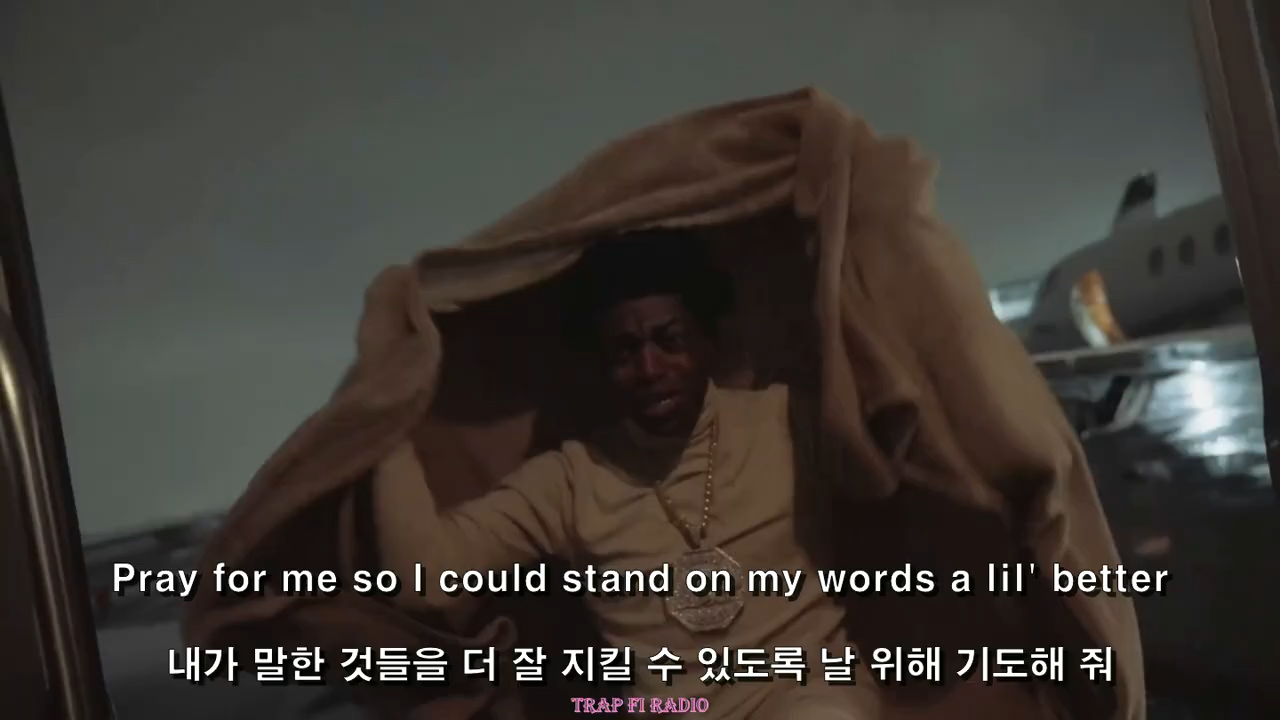 Pray for me so I could stand on my words a lil' better
내가 말한 것들을 더 잘 지킬 수 있도록 날 위해 기도해 줘
TRAP FI RADIO